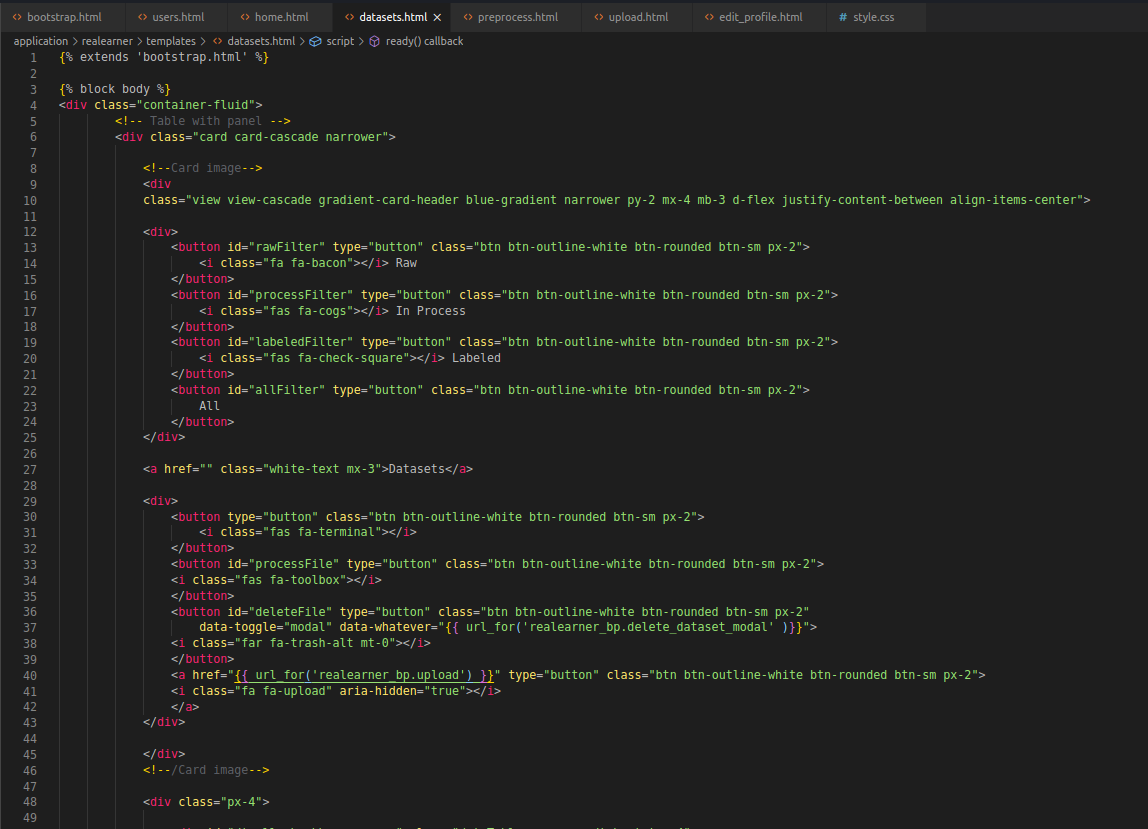 bootstrap.html users.html home.html datasets.html × preprocess.html upload.html edit_profile.html # style.css
application > realearner > templates > datasets.html > script > ready() callback
1 {% extends 'bootstrap.html' %}
2
3 {% block body %}
4 <div class="container-fluid">
5 <!-- Table with panel -->
6 <div class="card card-cascade narrower">
7
8 <!--Card image-->
9 <div
10 class="view view-cascade gradient-card-header blue-gradient narrower py-2 mx-4 mb-3 d-flex justify-content-between align-items-center">
11
12 <div>
13 <button id="rawFilter" type="button" class="btn btn-outline-white btn-rounded btn-sm px-2">
14 <i class="fa fa-bacon"></i> Raw
15 </button>
16 <button id="processFilter" type="button" class="btn btn-outline-white btn-rounded btn-sm px-2">
17 <i class="fas fa-cogs"></i> In Process
18 </button>
19 <button id="labeledFilter" type="button" class="btn btn-outline-white btn-rounded btn-sm px-2">
20 <i class="fas fa-check-square"></i> Labeled
21 </button>
22 <button id="allFilter" type="button" class="btn btn-outline-white btn-rounded btn-sm px-2">
23 All
24 </button>
25 </div>
26
27 <a href="" class="white-text mx-3">Datasets</a>
28
29 <div>
30 <button type="button" class="btn btn-outline-white btn-rounded btn-sm px-2">
31 <i class="fas fa-terminal"></i>
32 </button>
33 <button id="processFile" type="button" class="btn btn-outline-white btn-rounded btn-sm px-2">
34 <i class="fas fa-toolbox"></i>
35 </button>
36 <button id="deleteFile" type="button" class="btn btn-outline-white btn-rounded btn-sm px-2"
37 data-toggle="modal" data-whatever="{{ url_for('realearner_bp.delete_dataset_modal' )}}">
38 <i class="far fa-trash-alt mt-0"></i>
39 </button>
40 <a href="{{ url_for('realearner_bp.upload') }}" type="button" class="btn btn-outline-white btn-rounded btn-sm px-2">
41 <i class="fa fa-upload" aria-hidden="true"></i>
42 </a>
43 </div>
44
45 </div>
46 <!--/Card image-->
47
48 <div class="px-4">
49